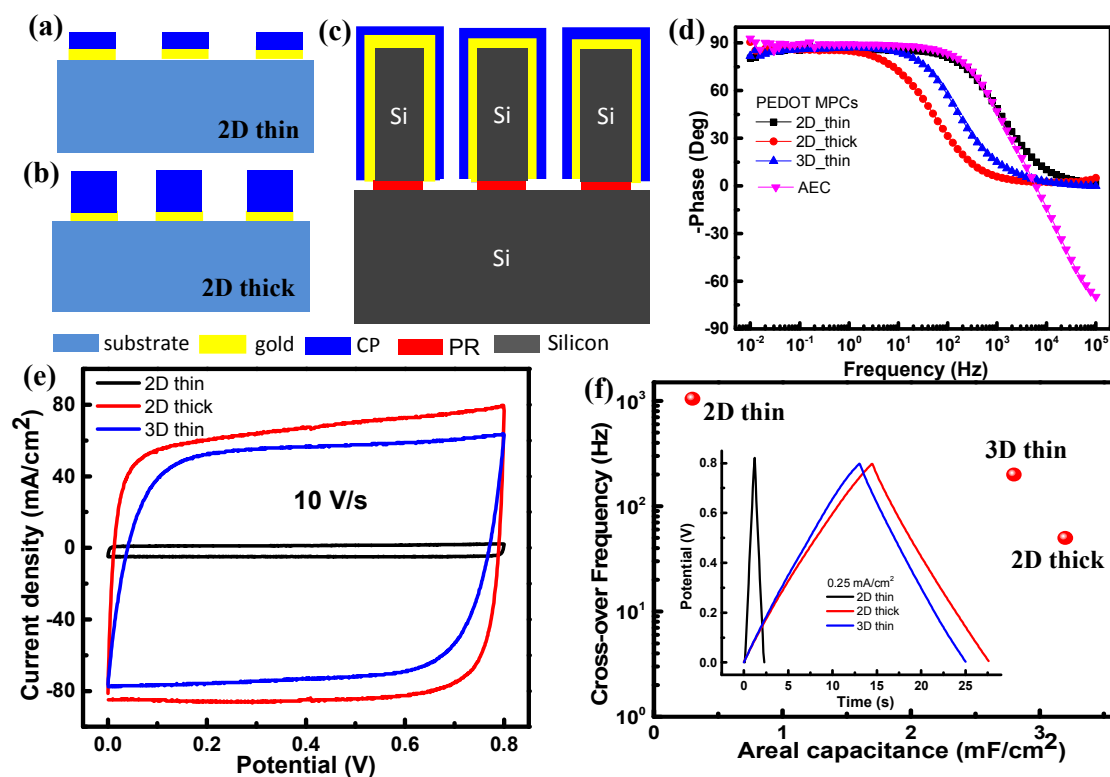 (a)
2D thin
(b)
2D thick
(c)
Si Si Si
Si
substrate gold CP PR Silicon
(d)
-Phase (Deg)
90
60
30
0
-30
-60
-90
PEDOT MPCs
2D_thin
2D_thick
3D_thin
AEC
10⁻² 10⁻¹ 10⁰ 10¹ 10² 10³ 10⁴ 10⁵
Frequency (Hz)
(e)
2D thin
2D thick
3D thin
10 V/s
Current density (mA/cm²)
80
40
0
-40
-80
0.0 0.2 0.4 0.6 0.8
Potential (V)
(f)
Cross-over Frequency (Hz)
10³
10²
10¹
10⁰
2D thin
3D thin
2D thick
Potential (V)
0.8
0.6
0.4
0.2
0.0
0.25 mA/cm²
2D thin
2D thick
3D thin
0 5 10 15 20 25
Time (s)
0 1 2 3
Areal capacitance (mF/cm²)